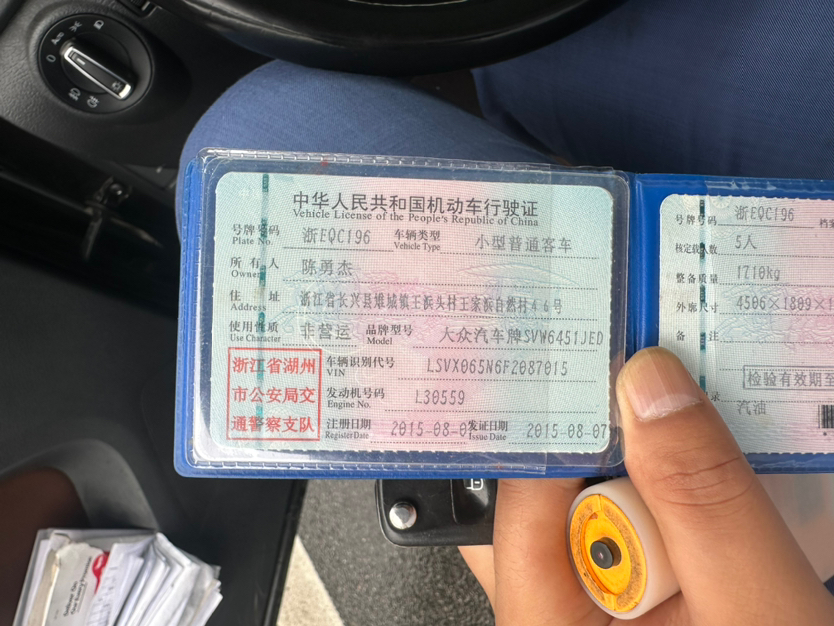 中华人民共和国机动车行驶证
Vehicle License of the People's Republic of China
号牌号码 浙EQC196 车辆类型 小型普通客车
Plate No. Vehicle Type
所有人 陈勇杰
Owner
住址 浙江省长兴县雉城镇王浜头村王家族自然村46号
Address
使用性质 非营运 品牌型号 大众汽车牌SVW6451JED
Use Character Model
浙江省湖州
市公安局交
通警察支队
车辆识别代号 LSVX065N6F2087015
VIN
发动机号码 L30559
Engine No.
注册日期 2015-08-07 发证日期 2015-08-07
Register Date Issue Date
号牌号码 浙EQC196
核定载人数 5人
整备质量 1710kg
外廓尺寸 4506×1809×1
备注
检验有效期至
汽油